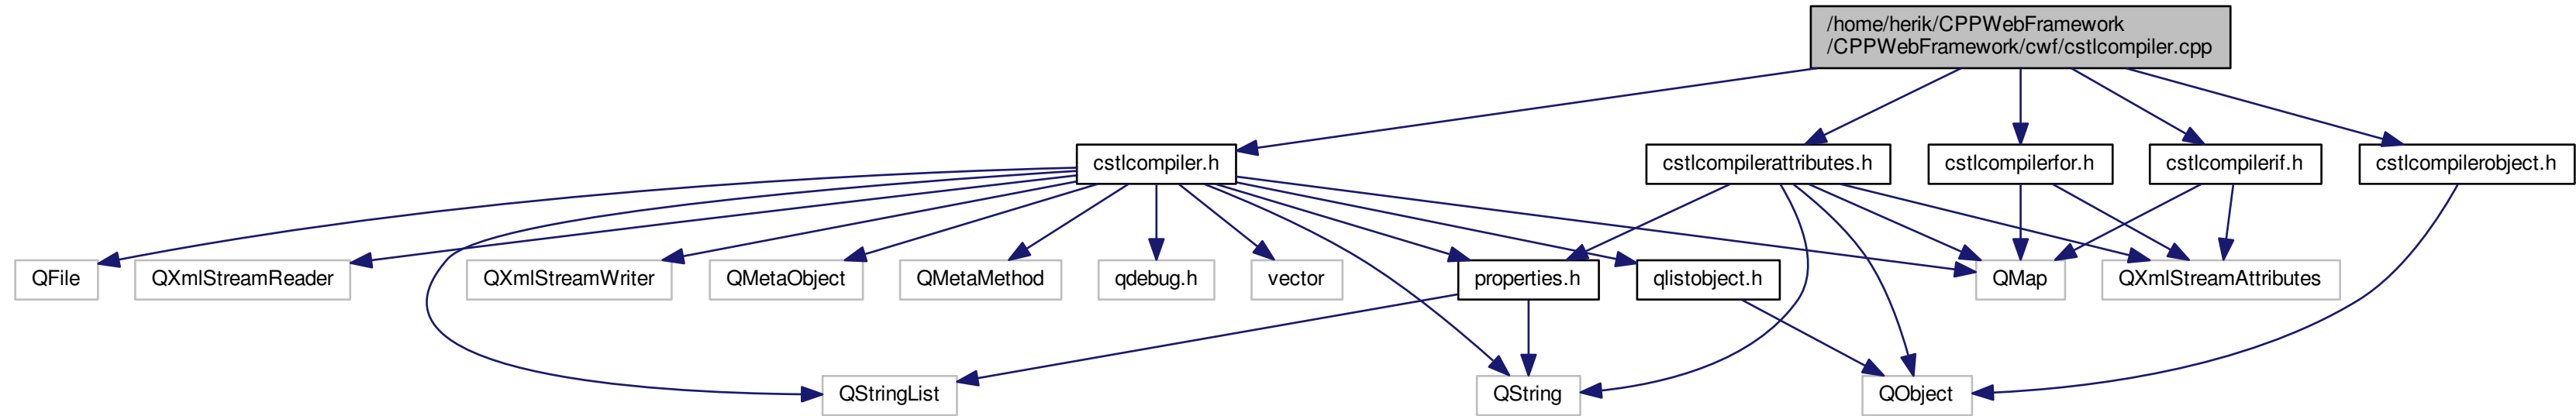 /home/herik/CPPWebFramework
/CPPWebFramework/cwf/cstlcompiler.cpp
cstlcompiler.h
cstlcompilerattributes.h
cstlcompilerfor.h
cstlcompilerif.h
cstlcompilerobject.h
QFile
QXmlStreamReader
QXmlStreamWriter
QMetaObject
QMetaMethod
qdebug.h
vector
properties.h
qlistobject.h
QMap
QXmlStreamAttributes
QStringList
QString
QObject